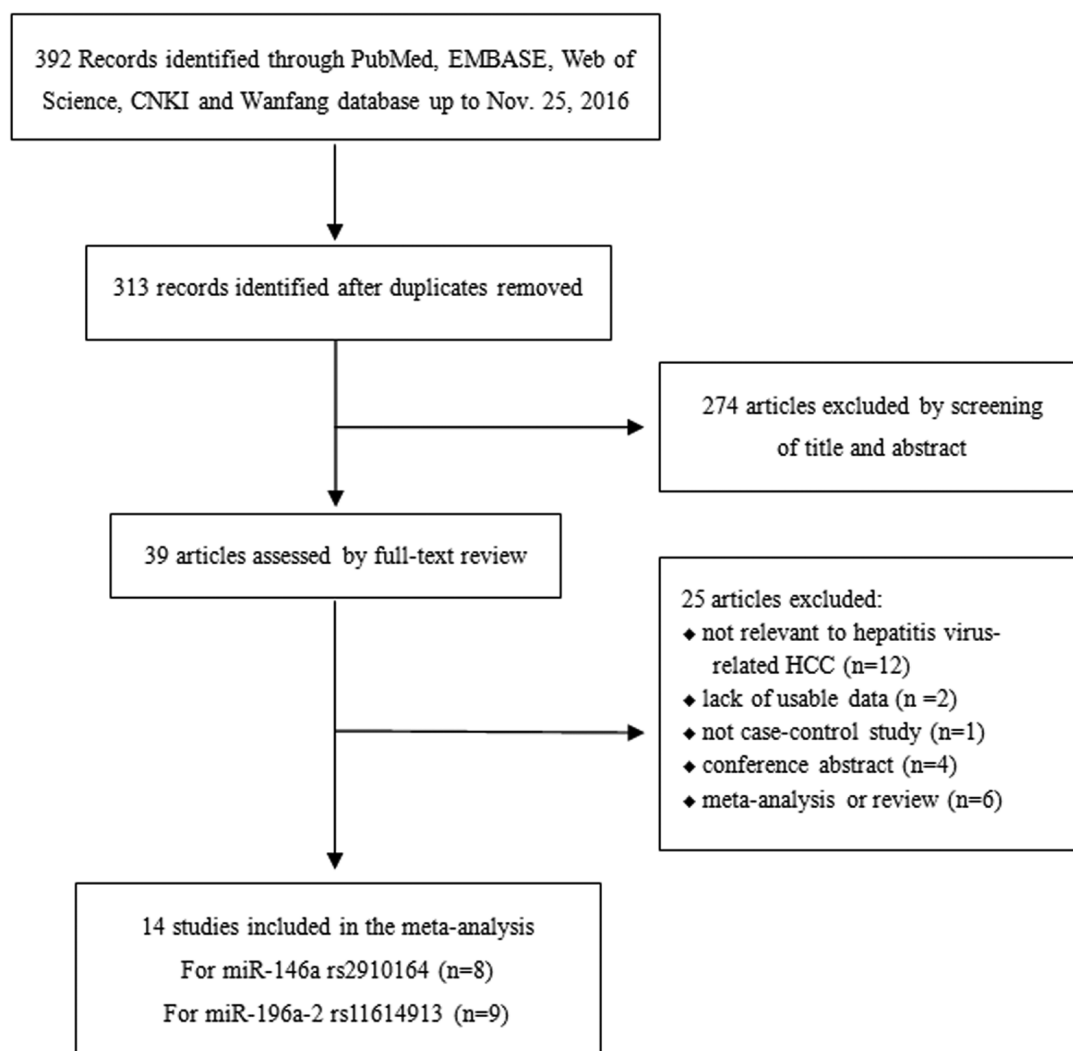 392 Records identified through PubMed, EMBASE, Web of
Science, CNKI and Wanfang database up to Nov. 25, 2016
313 records identified after duplicates removed
274 articles excluded by screening
of title and abstract
39 articles assessed by full-text review
25 articles excluded:
◆ not relevant to hepatitis virus-
related HCC (n=12)
◆ lack of usable data (n =2)
◆ not case-control study (n=1)
◆ conference abstract (n=4)
◆ meta-analysis or review (n=6)
14 studies included in the meta-analysis
For miR-146a rs2910164 (n=8)
For miR-196a-2 rs11614913 (n=9)